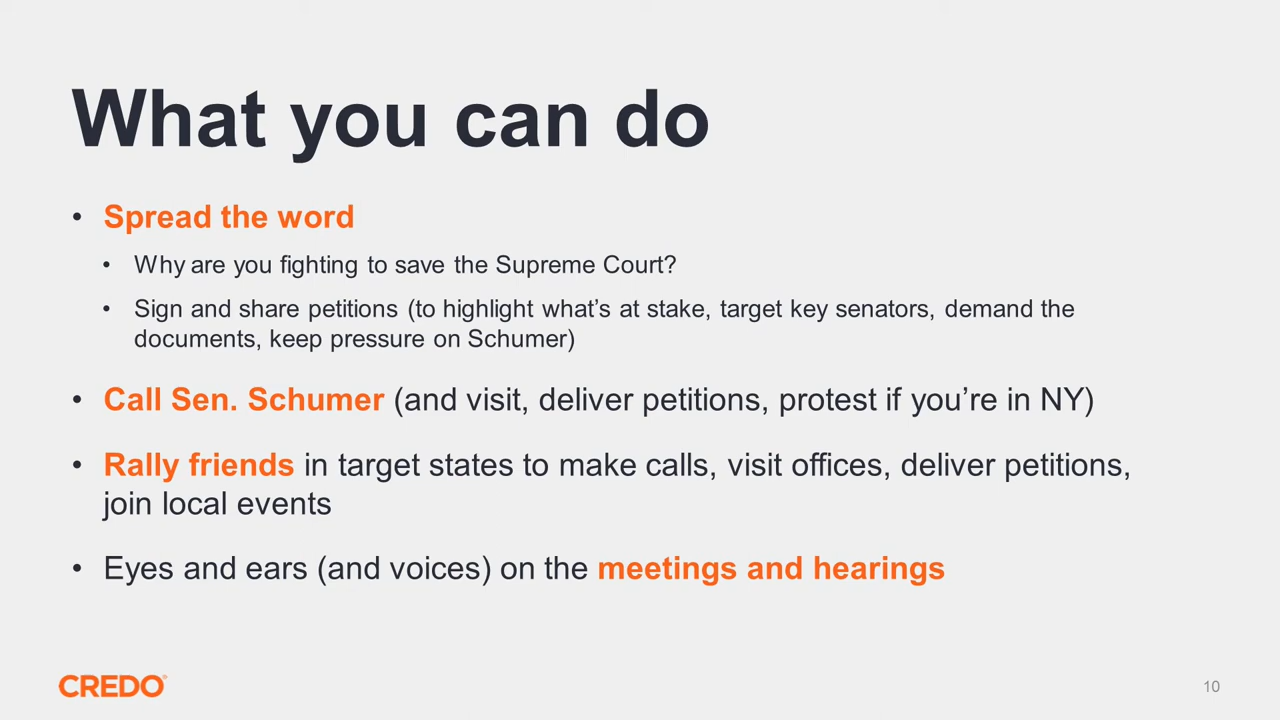 What you can do
• Spread the word
• Why are you fighting to save the Supreme Court?
• Sign and share petitions (to highlight what’s at stake, target key senators, demand the
documents, keep pressure on Schumer)
• Call Sen. Schumer (and visit, deliver petitions, protest if you’re in NY)
• Rally friends in target states to make calls, visit offices, deliver petitions,
join local events
• Eyes and ears (and voices) on the meetings and hearings
CREDO®
10